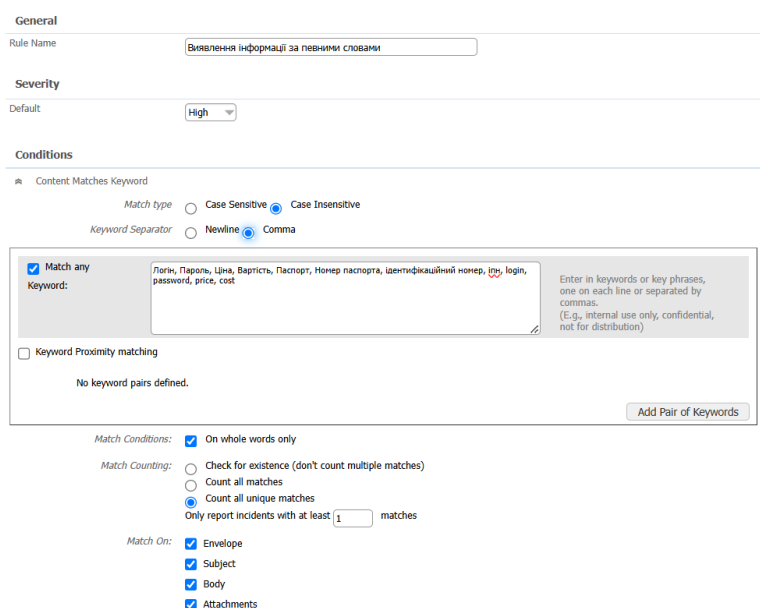 General
Rule Name
Виявлення інформації за певними словами
Severity
Default
High
Conditions
Content Matches Keyword
Match type
Case Sensitive
Case Insensitive
Keyword Separator
Newline
Comma
Match any
Keyword:
Логін, Пароль, Ціна, Вартість, Паспорт, Номер паспорта, ідентифікаційний номер, іпн, login,
password, price, cost
Enter in keywords or key phrases,
one on each line or separated by
commas.
(E.g., internal use only, confidential,
not for distribution)
Keyword Proximity matching
No keyword pairs defined.
Add Pair of Keywords
Match Conditions:
On whole words only
Match Counting:
Check for existence (don't count multiple matches)
Count all matches
Count all unique matches
Only report incidents with at least 1 matches
Match On:
Envelope
Subject
Body
Attachments